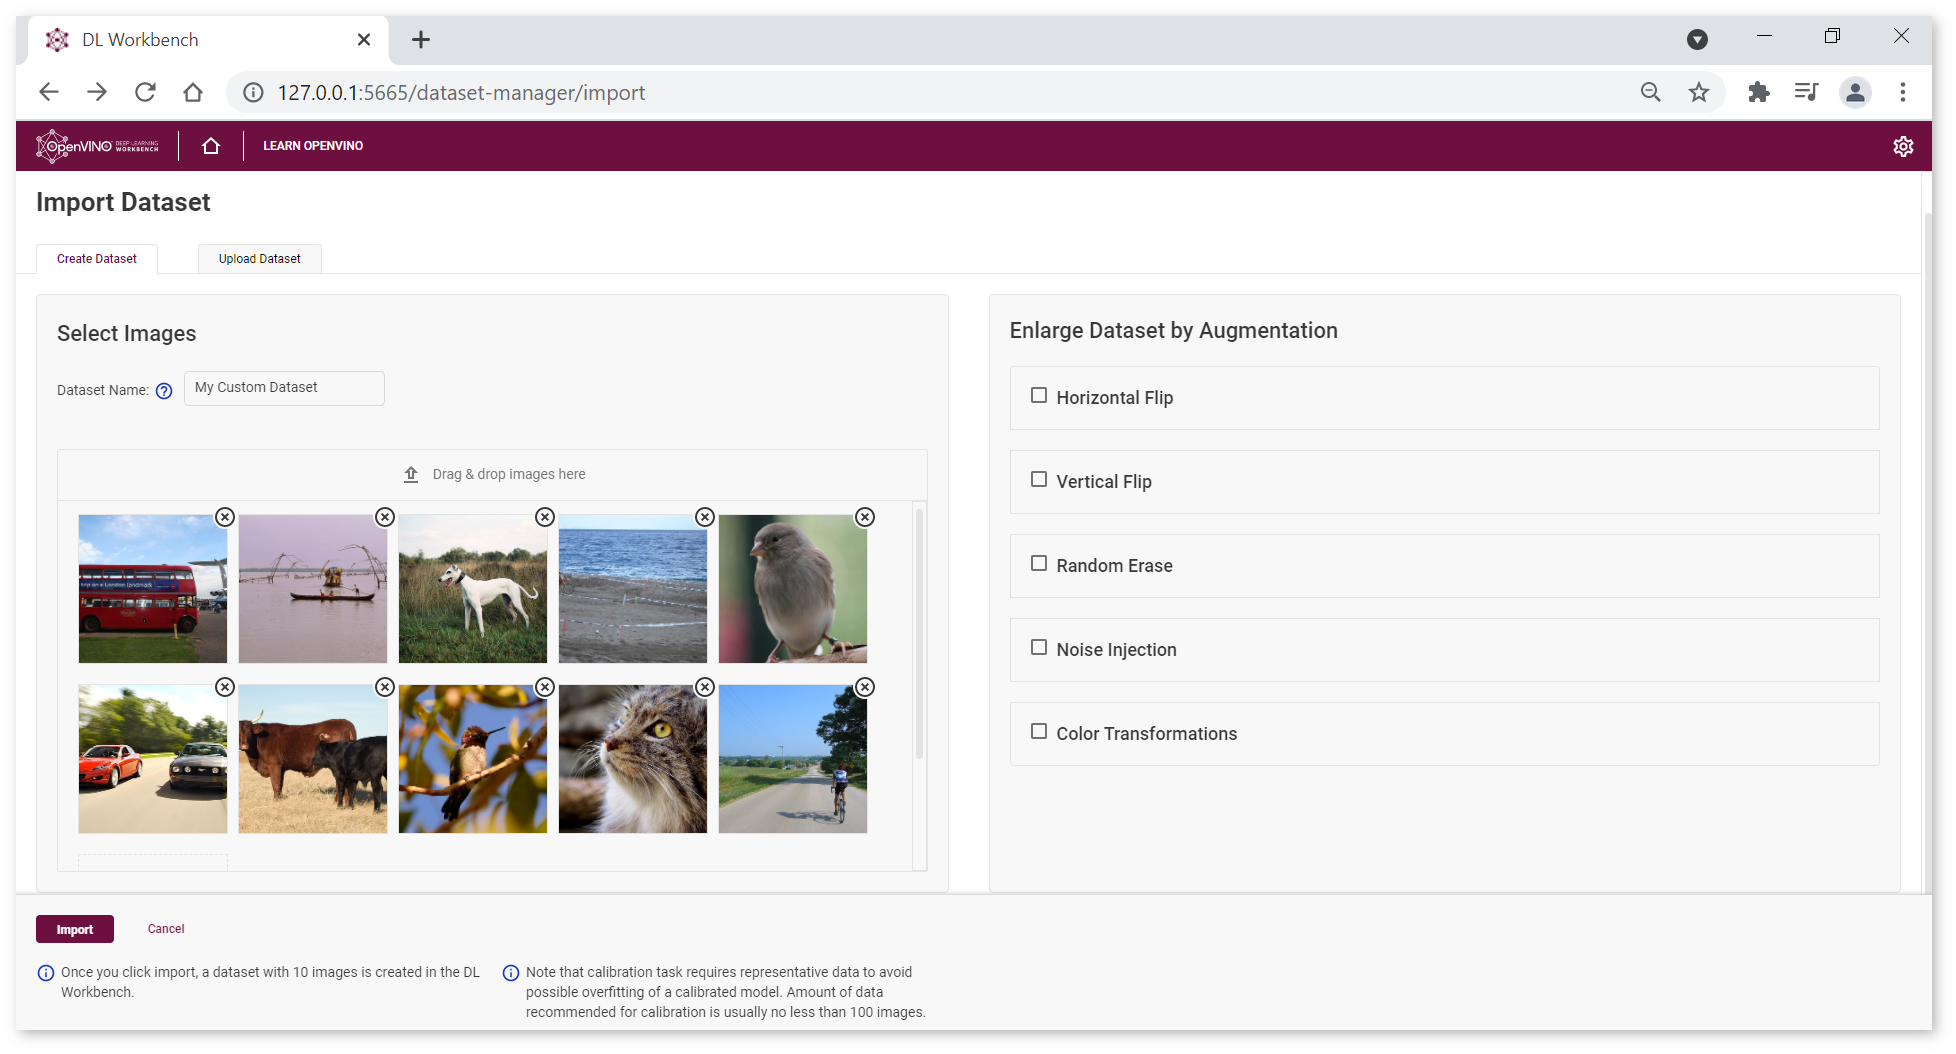 DL Workbench
127.0.0.1:5665/dataset-manager/import
OpenVINO DEEP LEARNING WORKBENCH
LEARN OPENVINO
Import Dataset
Create Dataset
Upload Dataset
Select Images
Dataset Name:
My Custom Dataset
Drag & drop images here
London landmark
Enlarge Dataset by Augmentation
Horizontal Flip
Vertical Flip
Random Erase
Noise Injection
Color Transformations
Import
Cancel
Once you click import, a dataset with 10 images is created in the DL
Workbench.
Note that calibration task requires representative data to avoid
possible overfitting of a calibrated model. Amount of data
recommended for calibration is usually no less than 100 images.